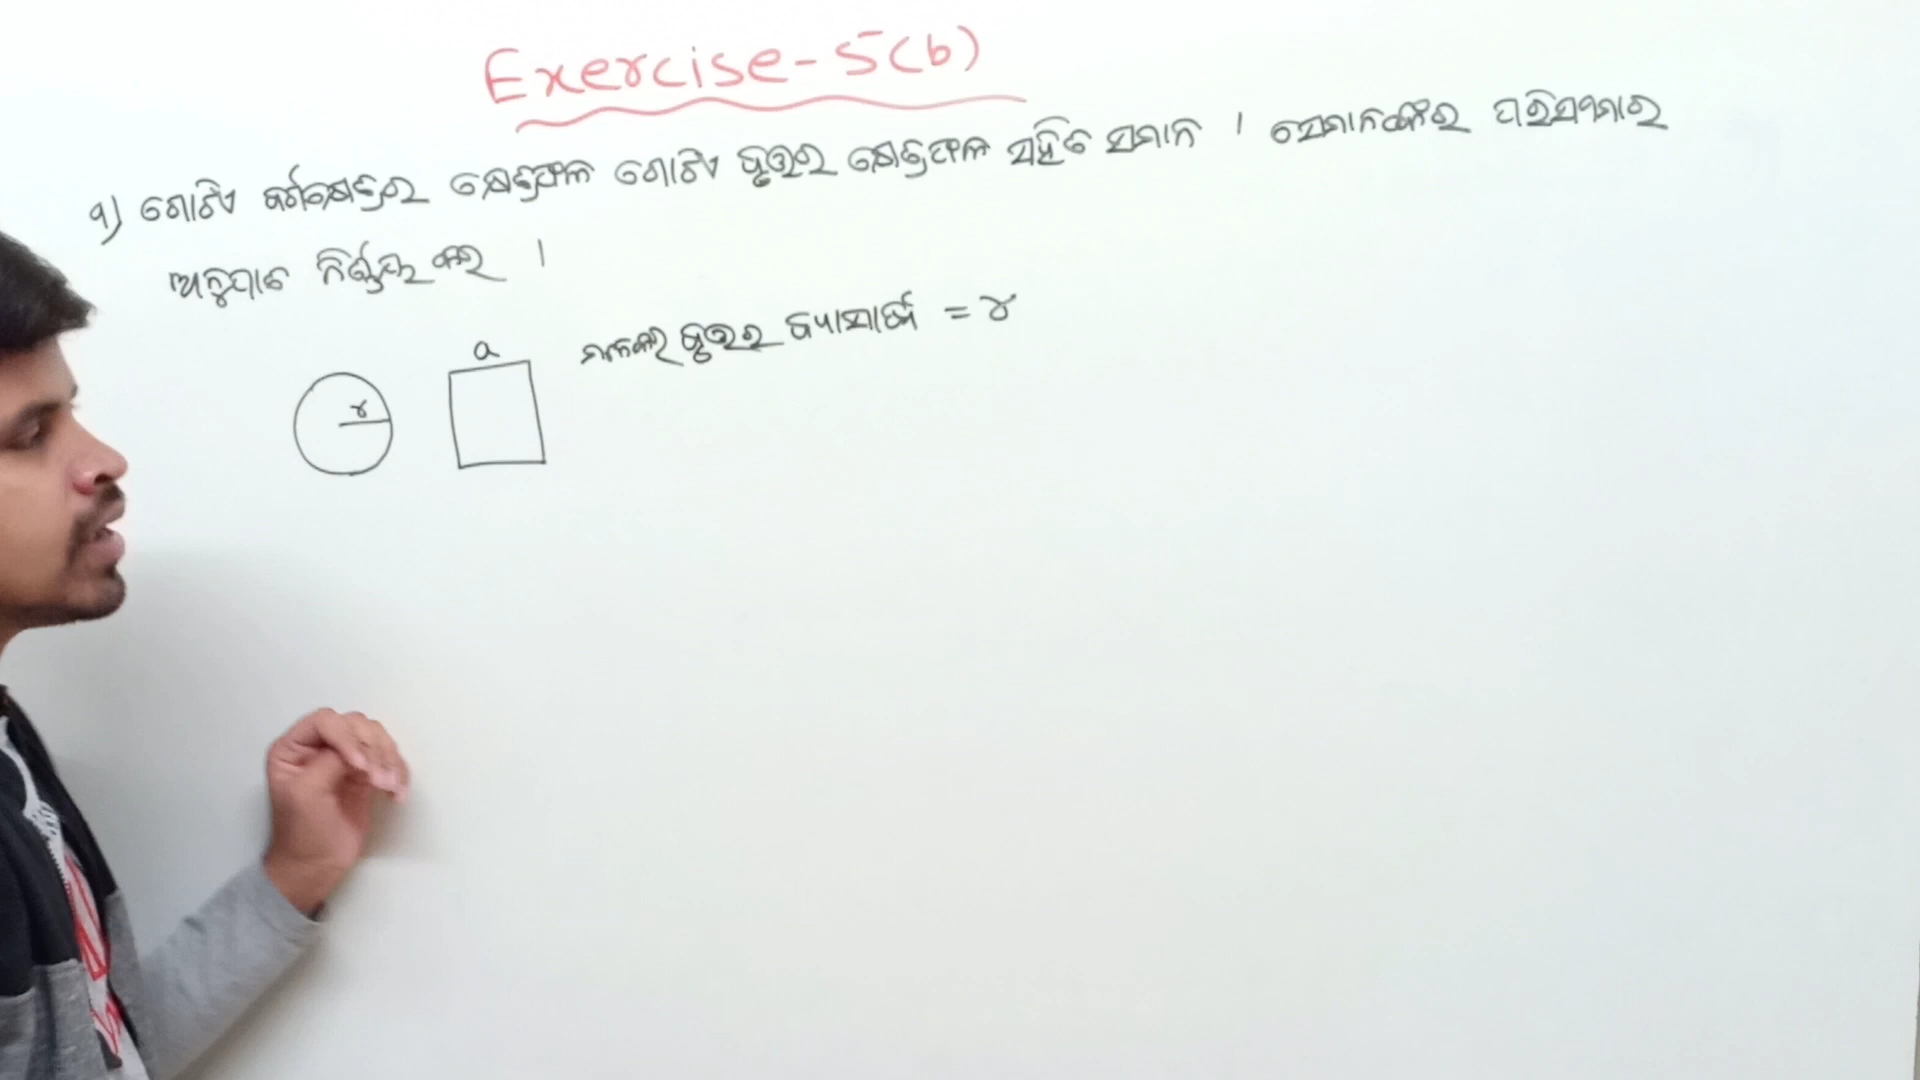 Exercise-5(b)
୧) ଗୋଟିଏ ବର୍ଗକ୍ଷେତ୍ରର କ୍ଷେତ୍ରଫଳ ଗୋଟିଏ ବୃତ୍ତର କ୍ଷେତ୍ରଫଳ ସହିତ ସମାନ । ସେମାନଙ୍କର ପରିସୀମାର
ଅନୁପାତ ନିର୍ଣ୍ଣୟ କର ।
ମନେକର ବୃତ୍ତର ବ୍ୟାସାର୍ଦ୍ଧ = r
a
r